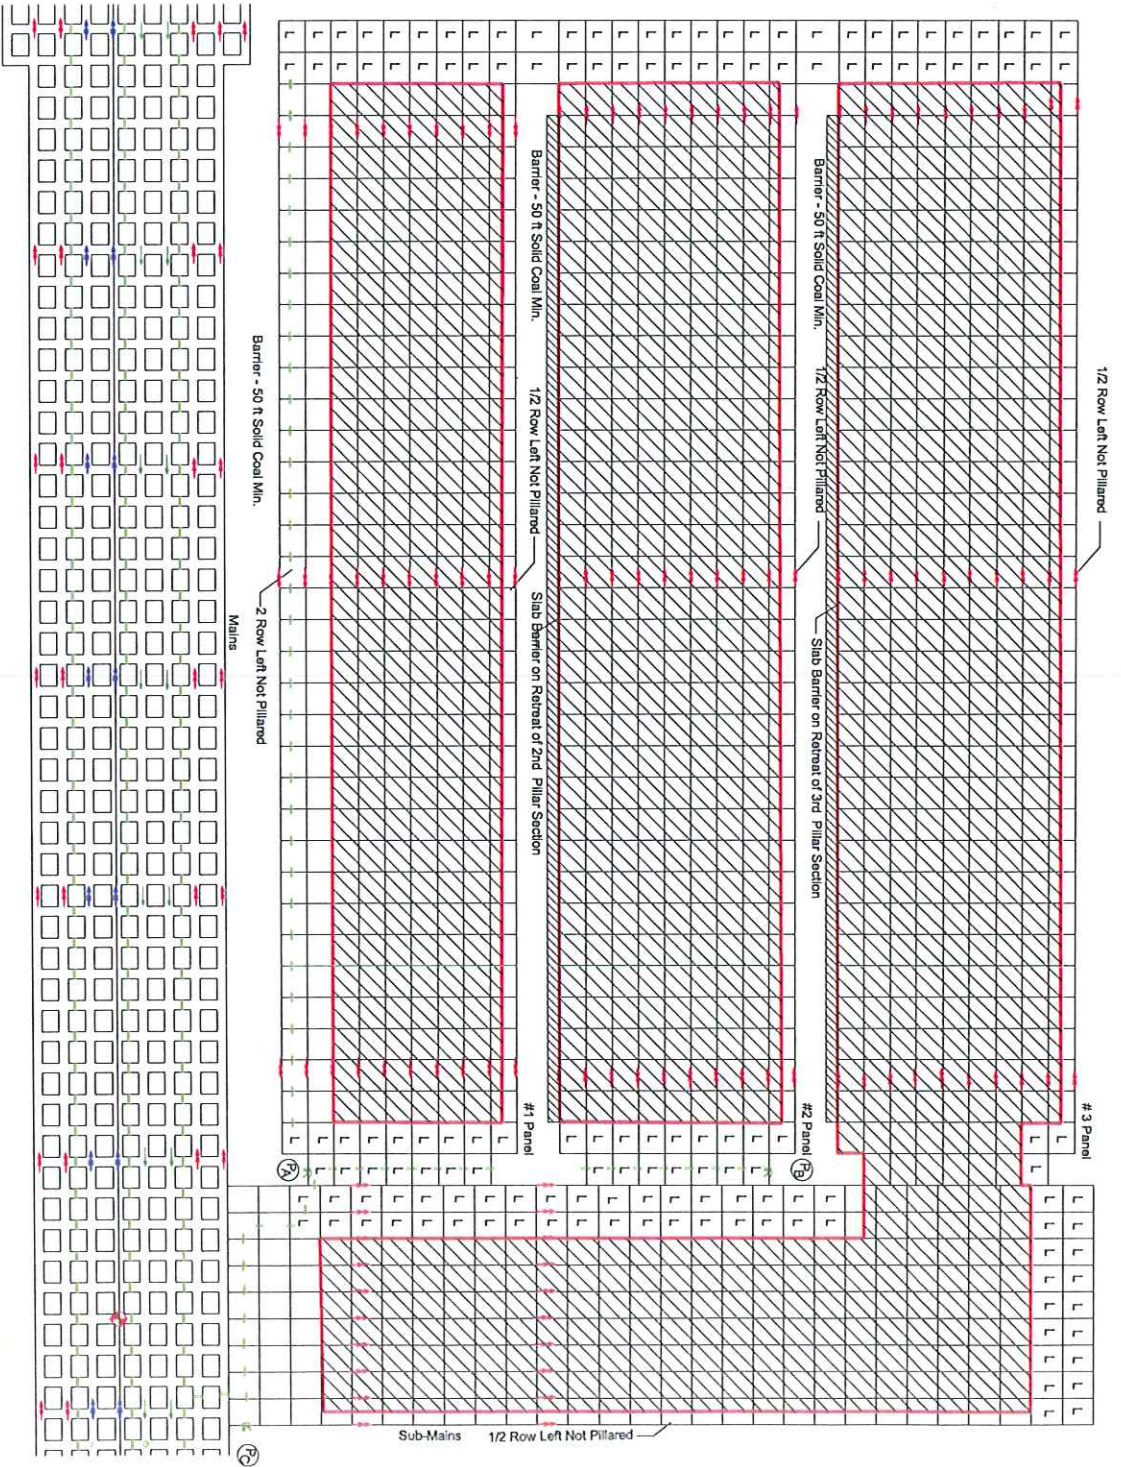 1/2 Row Left Not Pillared
Barrier - 50 ft Solid Coal Min.
1/2 Row Left Not Pillared
Slab Barrier on Retreat of 3rd Pillar Section
Barrier - 50 ft Solid Coal Min.
1/2 Row Left Not Pillared
Slab Barrier on Retreat of 2nd Pillar Section
Barrier - 50 ft Solid Coal Min.
2 Row Left Not Pillared
Mains
#1 Panel
#2 Panel
# 3 Panel
PA
PB
PC
Sub-Mains
1/2 Row Left Not Pillared